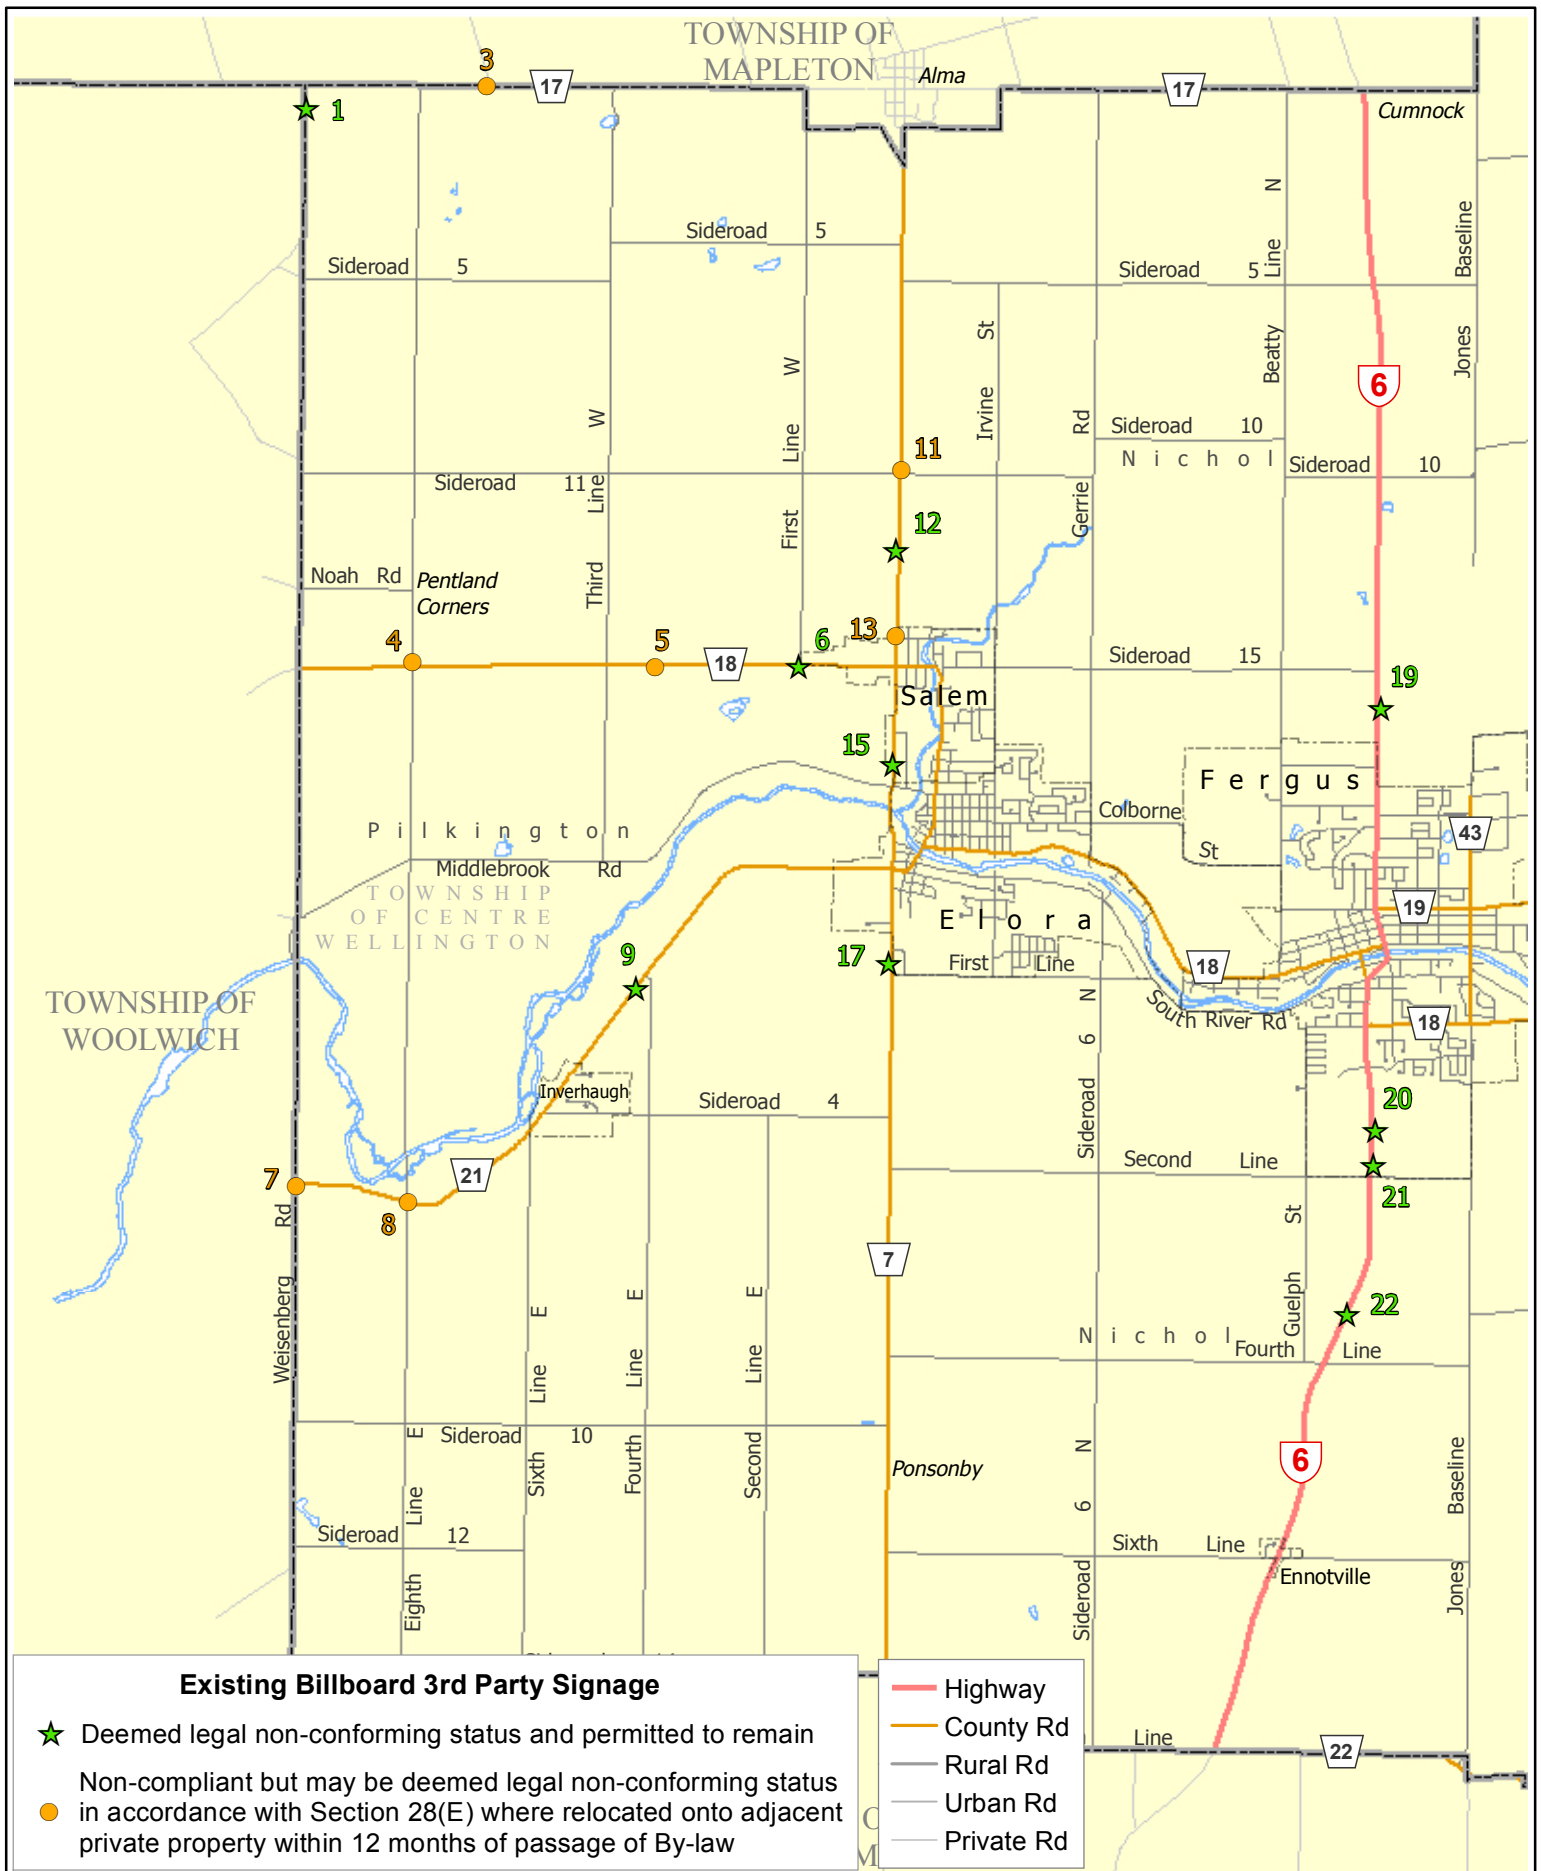 TOWNSHIP OF
MAPLETON
Alma
3
17
17
1
Cumnock
Sideroad 5
Sideroad 5
Sideroad 5
Beatty Line N
Jones Baseline
First Line W
Third Line W
Irvine St
Gerrie Rd
6
Sideroad 10
Nichol
Sideroad 10
11
Sideroad 11
12
Noah Rd
Pentland
Corners
4
5
18
6
13
Sideroad 15
Salem
19
15
Fergus
Colborne
St
43
Pilkington
Middlebrook Rd
TOWNSHIP
OF CENTRE
WELLINGTON
19
Elora
9
17
First Line
18
South River Rd
18
TOWNSHIP OF
WOOLWICH
Inverhaugh
Sideroad 4
Sideroad 6 N
20
Second Line
21
7
21
8
Weisenberg Rd
7
Guelph St
22
Nichol
Fourth Line
Sixth Line E
Fourth Line E
Second Line E
Eighth Line E
Sideroad 10
Ponsonby
6
Sideroad 6 N
Jones Baseline
Sideroad 12
Sixth Line
Ennotville
Line
22
Existing Billboard 3rd Party Signage
Deemed legal non-conforming status and permitted to remain
Non-compliant but may be deemed legal non-conforming status
in accordance with Section 28(E) where relocated onto adjacent
private property within 12 months of passage of By-law
Highway
County Rd
Rural Rd
Urban Rd
Private Rd